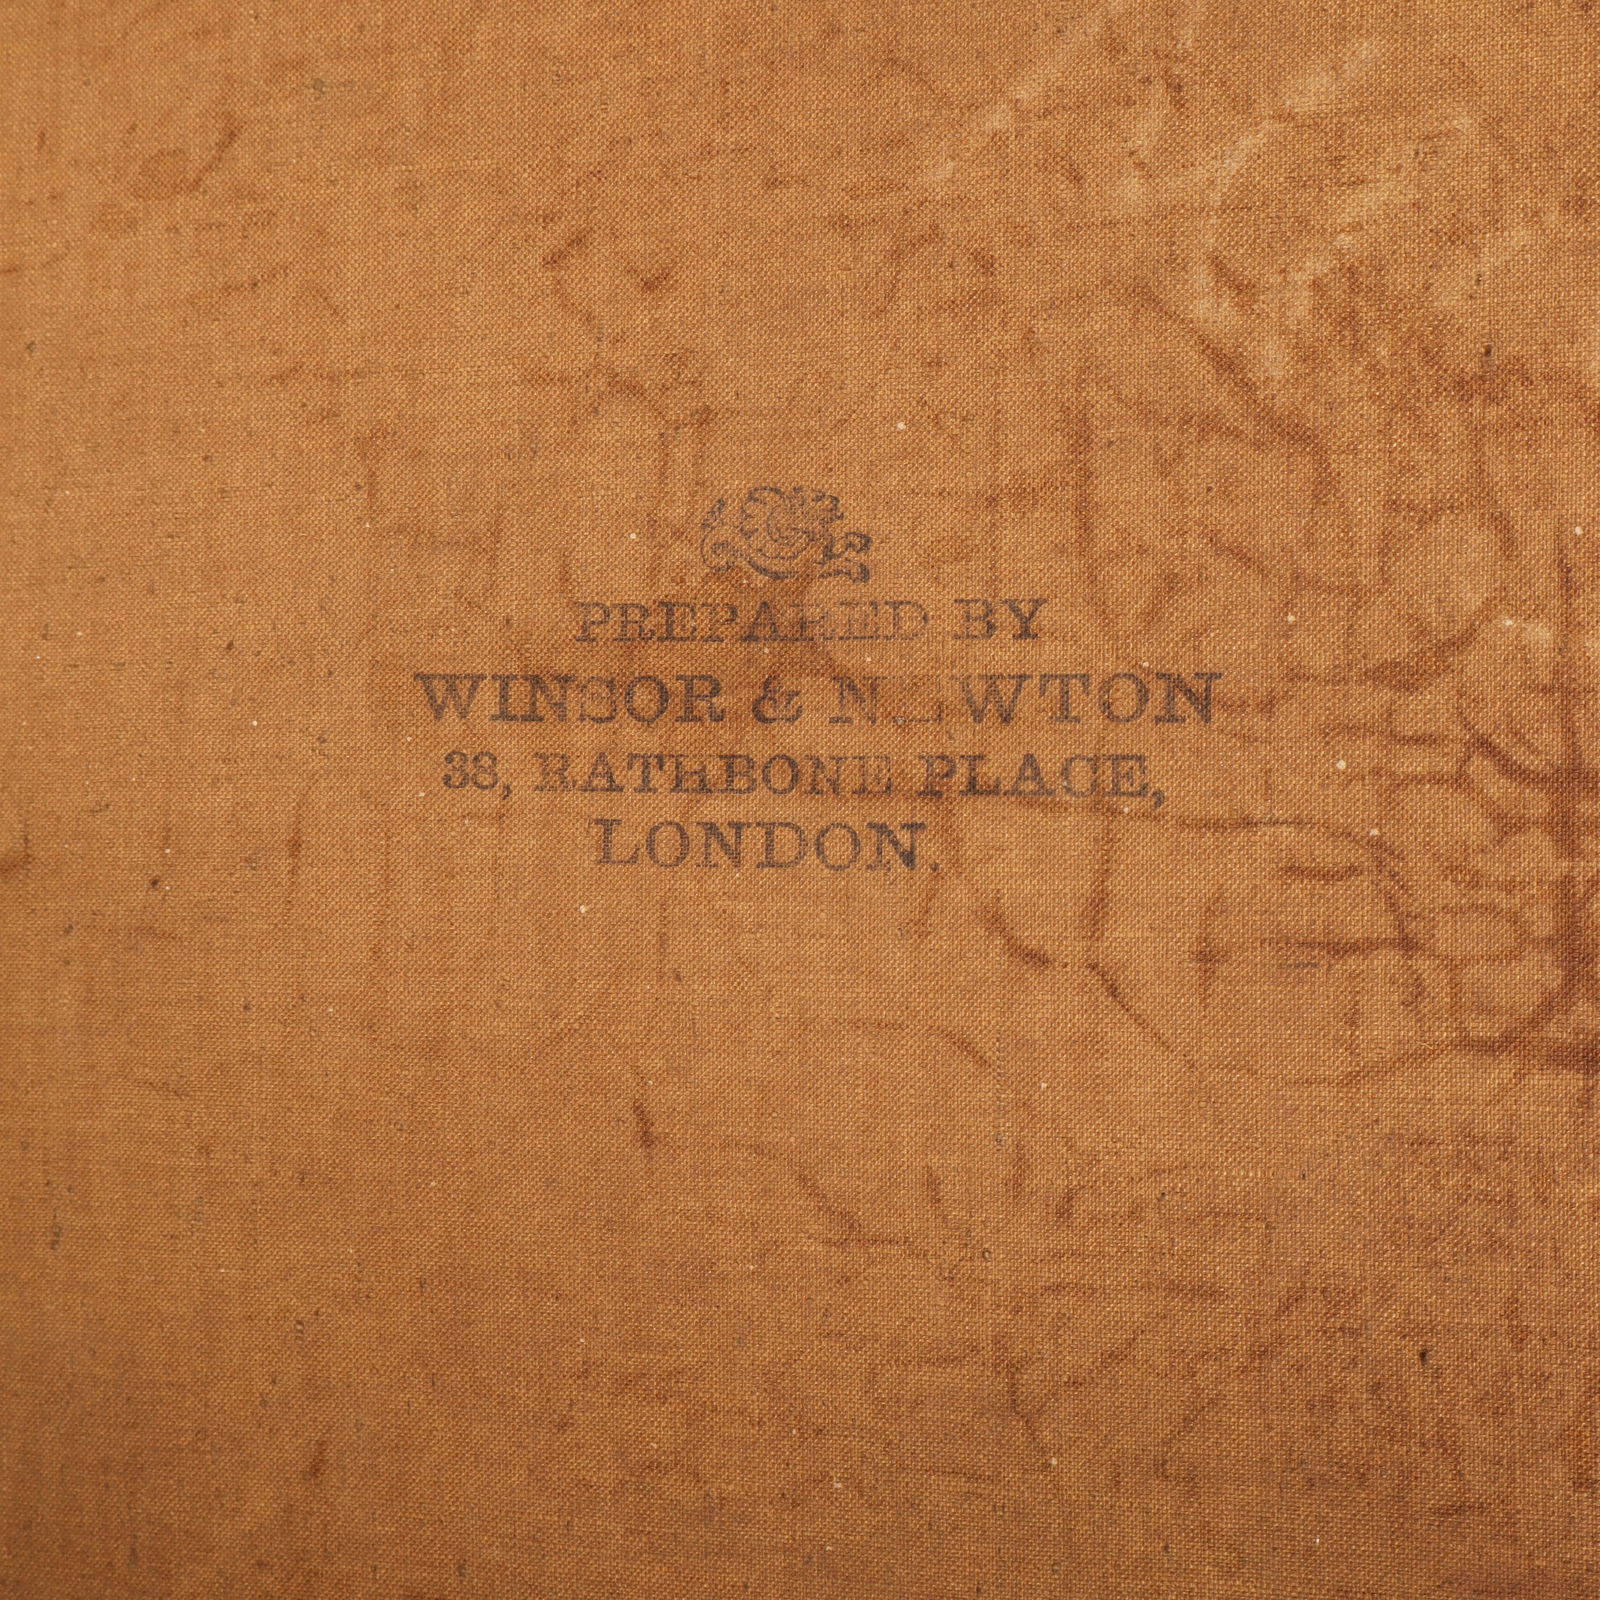 PREPARED BY
WINSOR & NEWTON
38, RATHBONE PLACE,
LONDON.